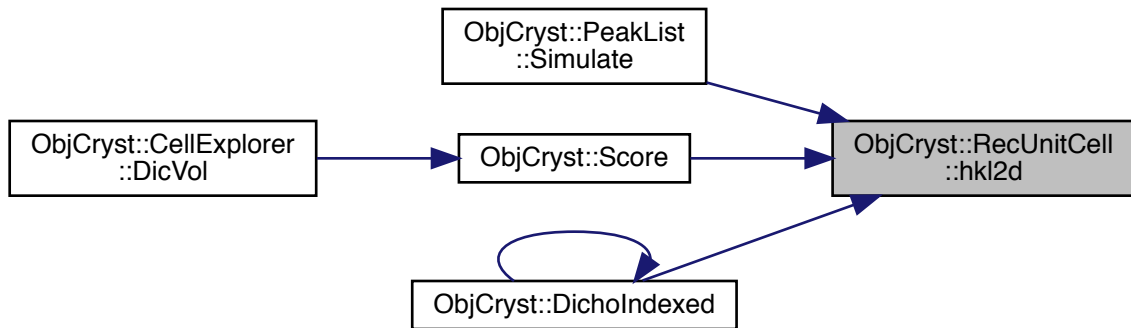 ObjCryst::PeakList
::Simulate
ObjCryst::CellExplorer
::DicVol
ObjCryst::Score
ObjCryst::RecUnitCell
::hkl2d
ObjCryst::DichoIndexed